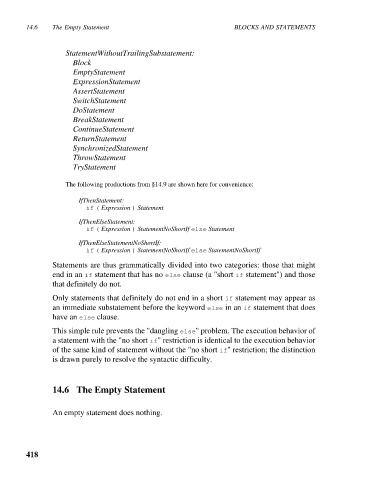 14.6 The Empty Statement BLOCKS AND STATEMENTS
StatementWithoutTrailingSubstatement:
Block
EmptyStatement
ExpressionStatement
AssertStatement
SwitchStatement
DoStatement
BreakStatement
ContinueStatement
ReturnStatement
SynchronizedStatement
ThrowStatement
TryStatement
The following productions from §14.9 are shown here for convenience:
IfThenStatement:
if ( Expression ) Statement
IfThenElseStatement:
if ( Expression ) StatementNoShortIf else Statement
IfThenElseStatementNoShortIf:
if ( Expression ) StatementNoShortIf else StatementNoShortIf
Statements are thus grammatically divided into two categories: those that might
end in an if statement that has no else clause (a "short if statement") and those
that definitely do not.
Only statements that definitely do not end in a short if statement may appear as
an immediate substatement before the keyword else in an if statement that does
have an else clause.
This simple rule prevents the "dangling else" problem. The execution behavior of
a statement with the "no short if" restriction is identical to the execution behavior
of the same kind of statement without the "no short if" restriction; the distinction
is drawn purely to resolve the syntactic difficulty.
14.6 The Empty Statement
An empty statement does nothing.
418